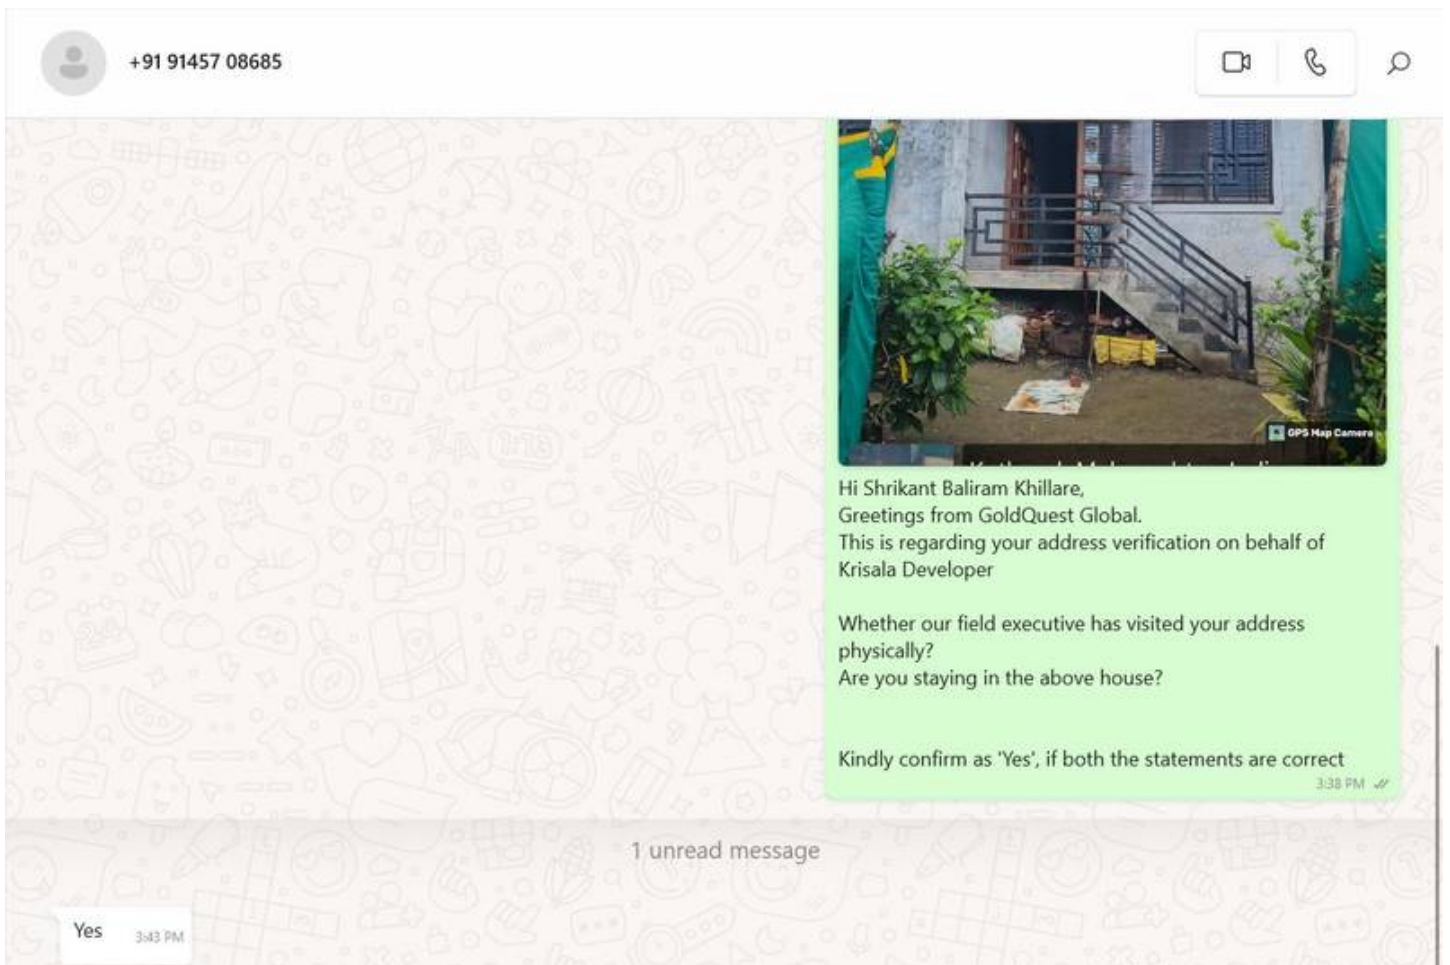 +91 91457 08685
GPS Map Camera
Hi Shrikant Baliram Khillare,
Greetings from GoldQuest Global.
This is regarding your address verification on behalf of
Krisala Developer
Whether our field executive has visited your address
physically?
Are you staying in the above house?
Kindly confirm as 'Yes', if both the statements are correct
3:38 PM
1 unread message
Yes
3:43 PM